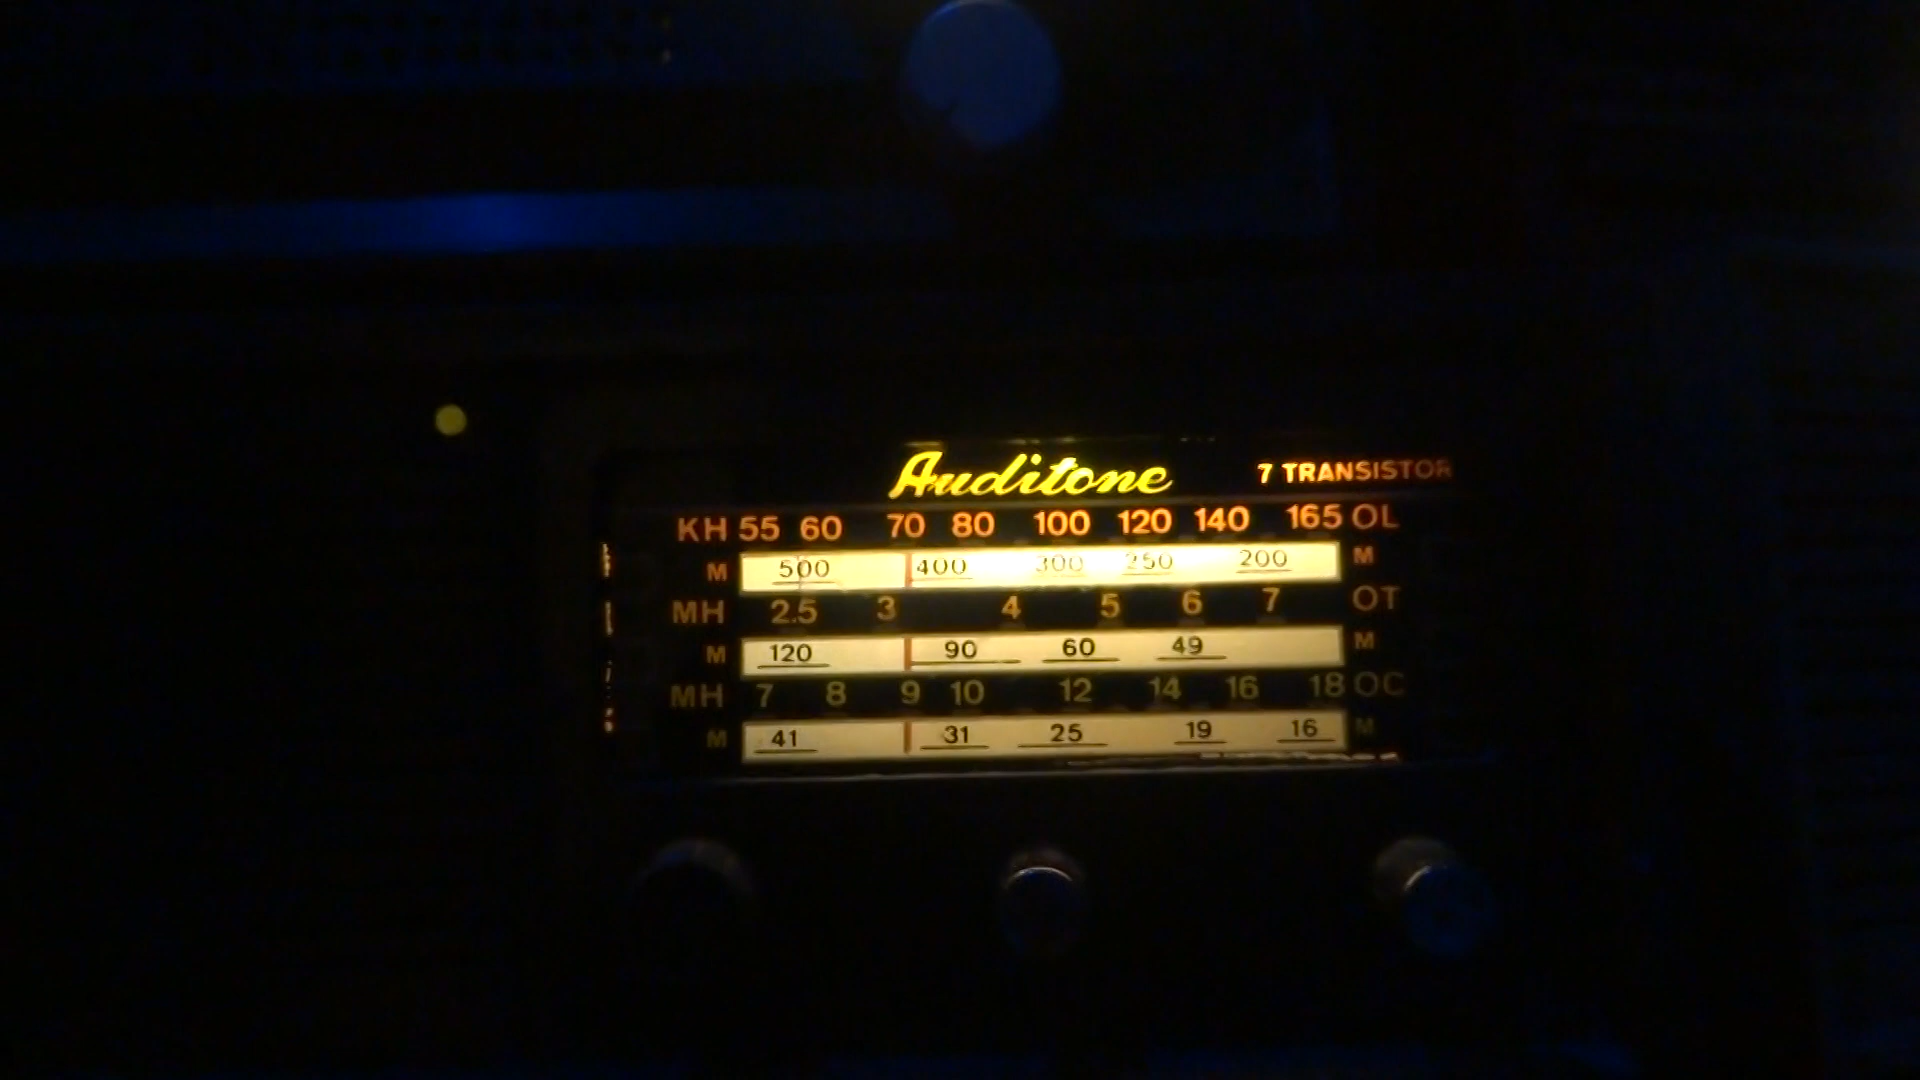 Auditone 7 TRANSISTOR
KH 55 60 70 80 100 120 140 165 OL
M 500 400 300 250 200 M
MH 2.5 3 4 5 6 7 OT
M 120 90 60 49 M
MH 7 8 9 10 12 14 16 18 OC
M 41 31 25 19 16 M